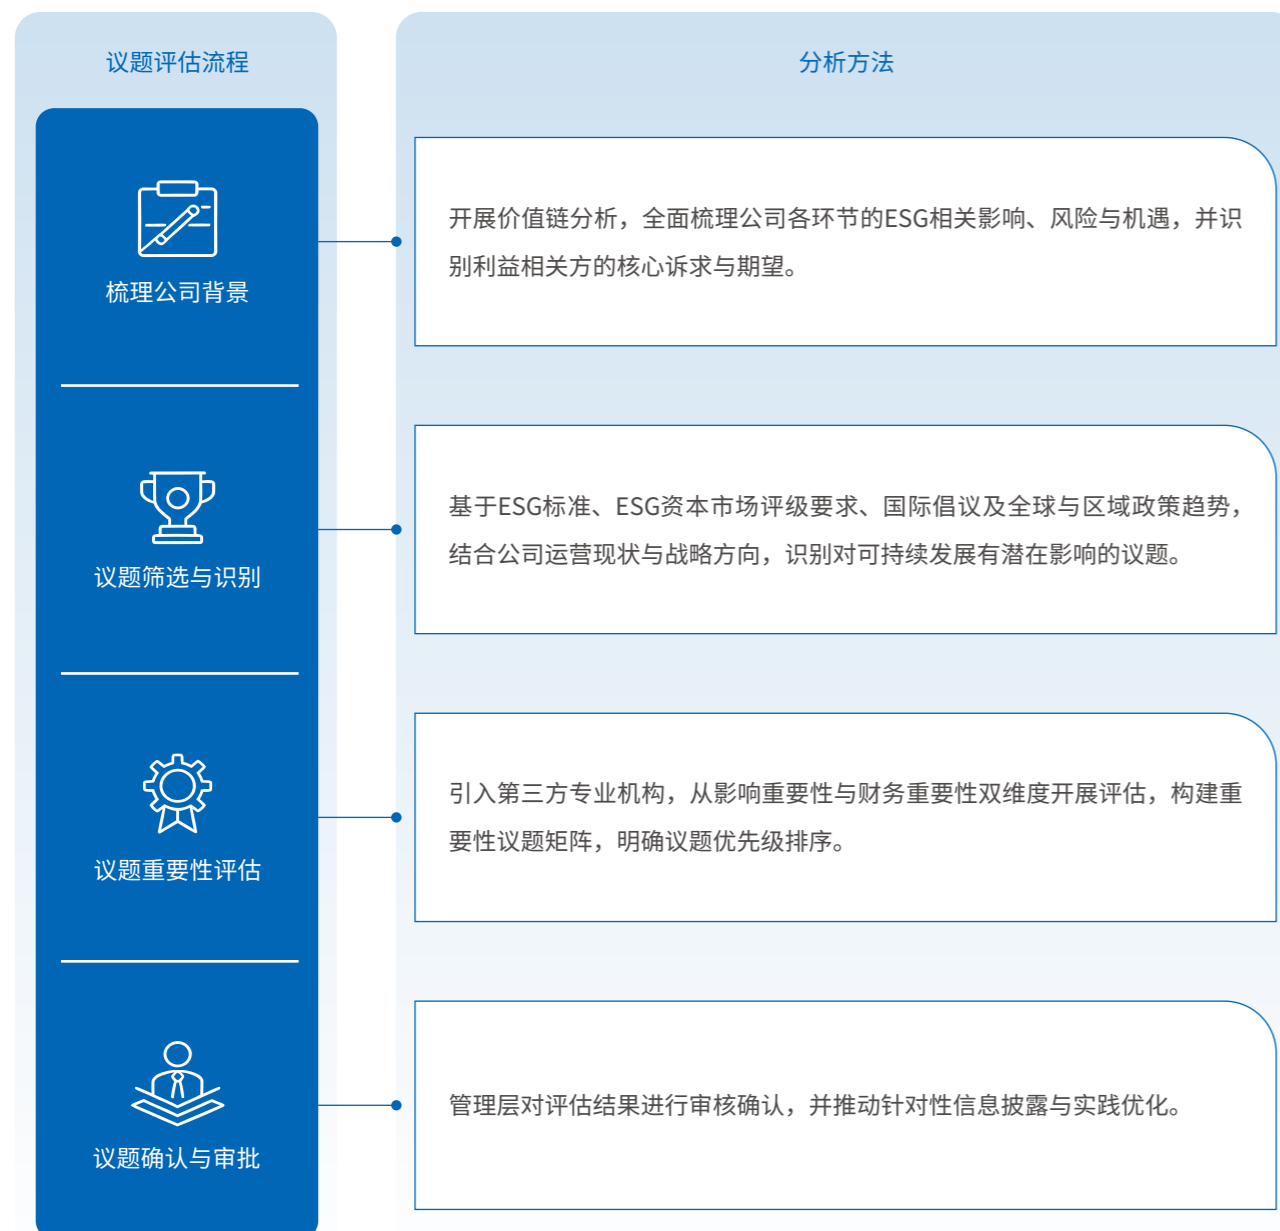 议题评估流程
分析方法
梳理公司背景
开展价值链分析，全面梳理公司各环节的ESG相关影响、风险与机遇，并识
别利益相关方的核心诉求与期望。
议题筛选与识别
基于ESG标准、ESG资本市场评级要求、国际倡议及全球与区域政策趋势，
结合公司运营现状与战略方向，识别对可持续发展有潜在影响的议题。
议题重要性评估
引入第三方专业机构，从影响重要性与财务重要性双维度开展评估，构建重
要性议题矩阵，明确议题优先级排序。
议题确认与审批
管理层对评估结果进行审核确认，并推动针对性信息披露与实践优化。